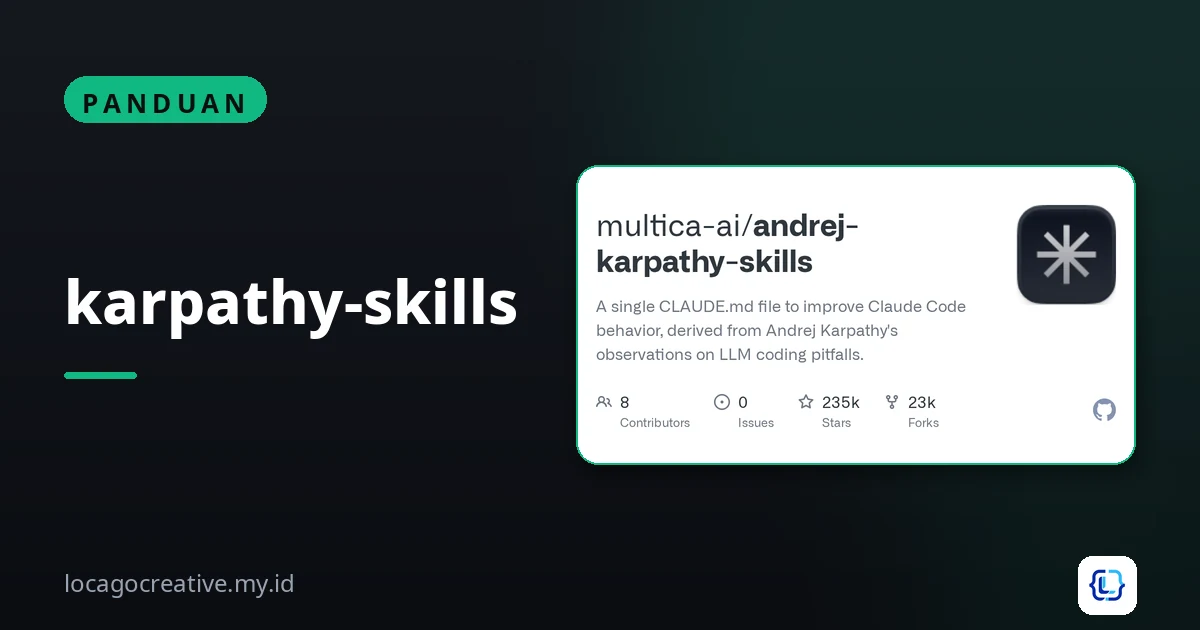 PANDUAN
karpathy-skills
multica-ai/andrej-
karpathy-skills
A single CLAUDE.md file to improve Claude Code
behavior, derived from Andrej Karpathy's
observations on LLM coding pitfalls.
8
Contributors
0
Issues
235k
Stars
23k
Forks
locagocreative.my.id